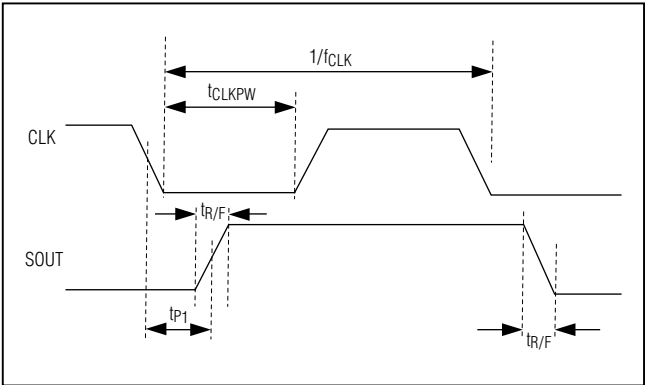 1/fCLK
tCLKPW
CLK
tR/F
SOUT
tP1
tR/F